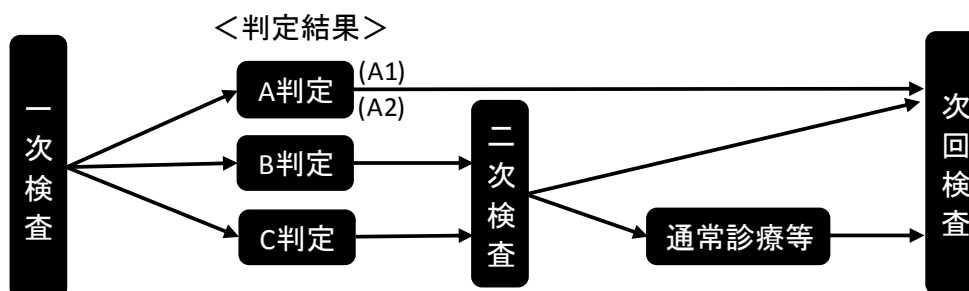 ＜判定結果＞
一次検査
A判定
(A1)
(A2)
B判定
C判定
二次検査
通常診療等
次回検査